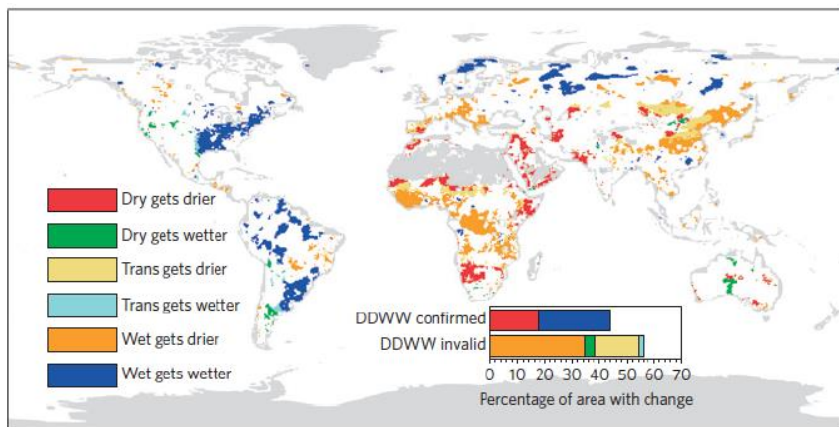 Dry gets drier
Dry gets wetter
Trans gets drier
Trans gets wetter
Wet gets drier
Wet gets wetter
DDWW confirmed
DDWW invalid
0 10 20 30 40 50 60 70
Percentage of area with change